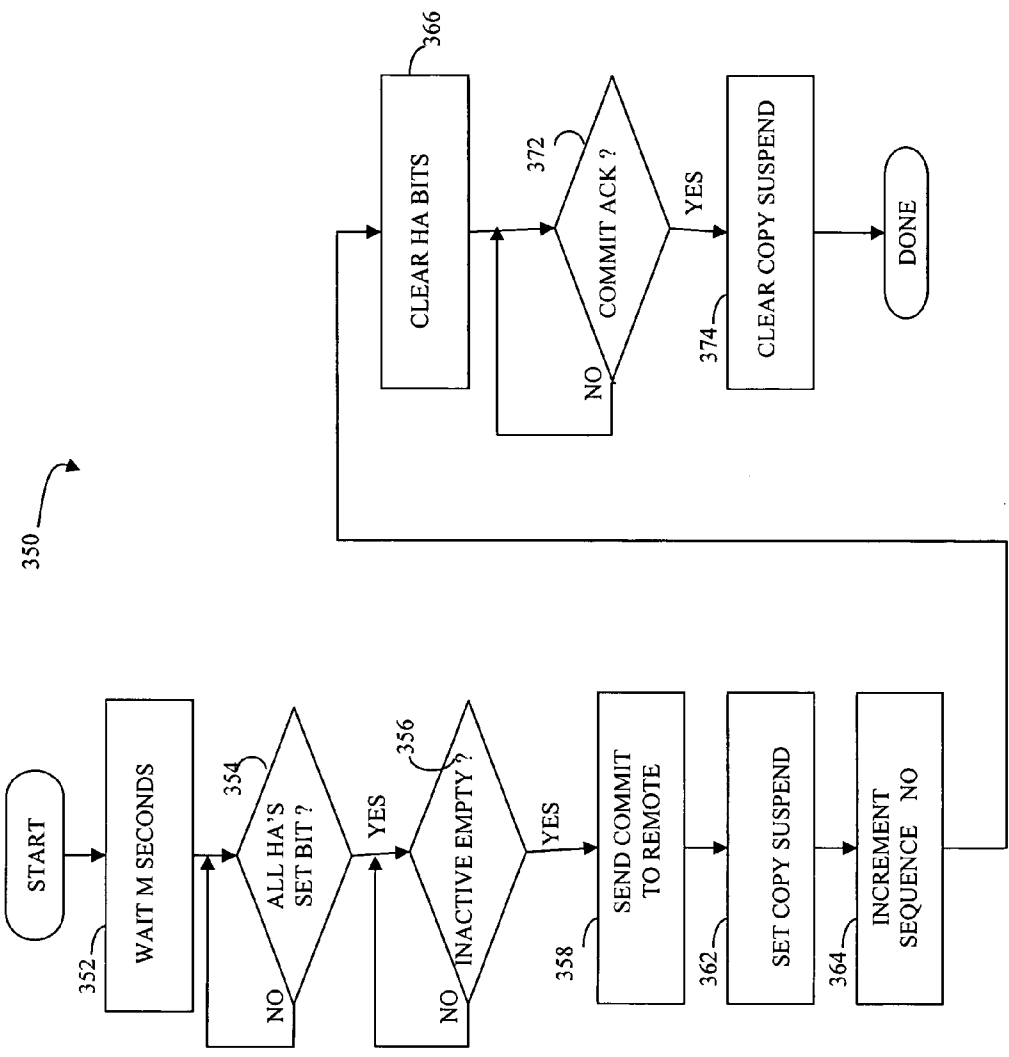 350
START
352
WAIT M SECONDS
354
ALL HA'S
SET BIT ?
NO
YES
356
INACTIVE EMPTY ?
NO
YES
358
SEND COMMIT
TO REMOTE
362
SET COPY SUSPEND
364
INCREMENT
SEQUENCE NO
366
CLEAR HA BITS
372
COMMIT ACK ?
NO
YES
374
CLEAR COPY SUSPEND
DONE